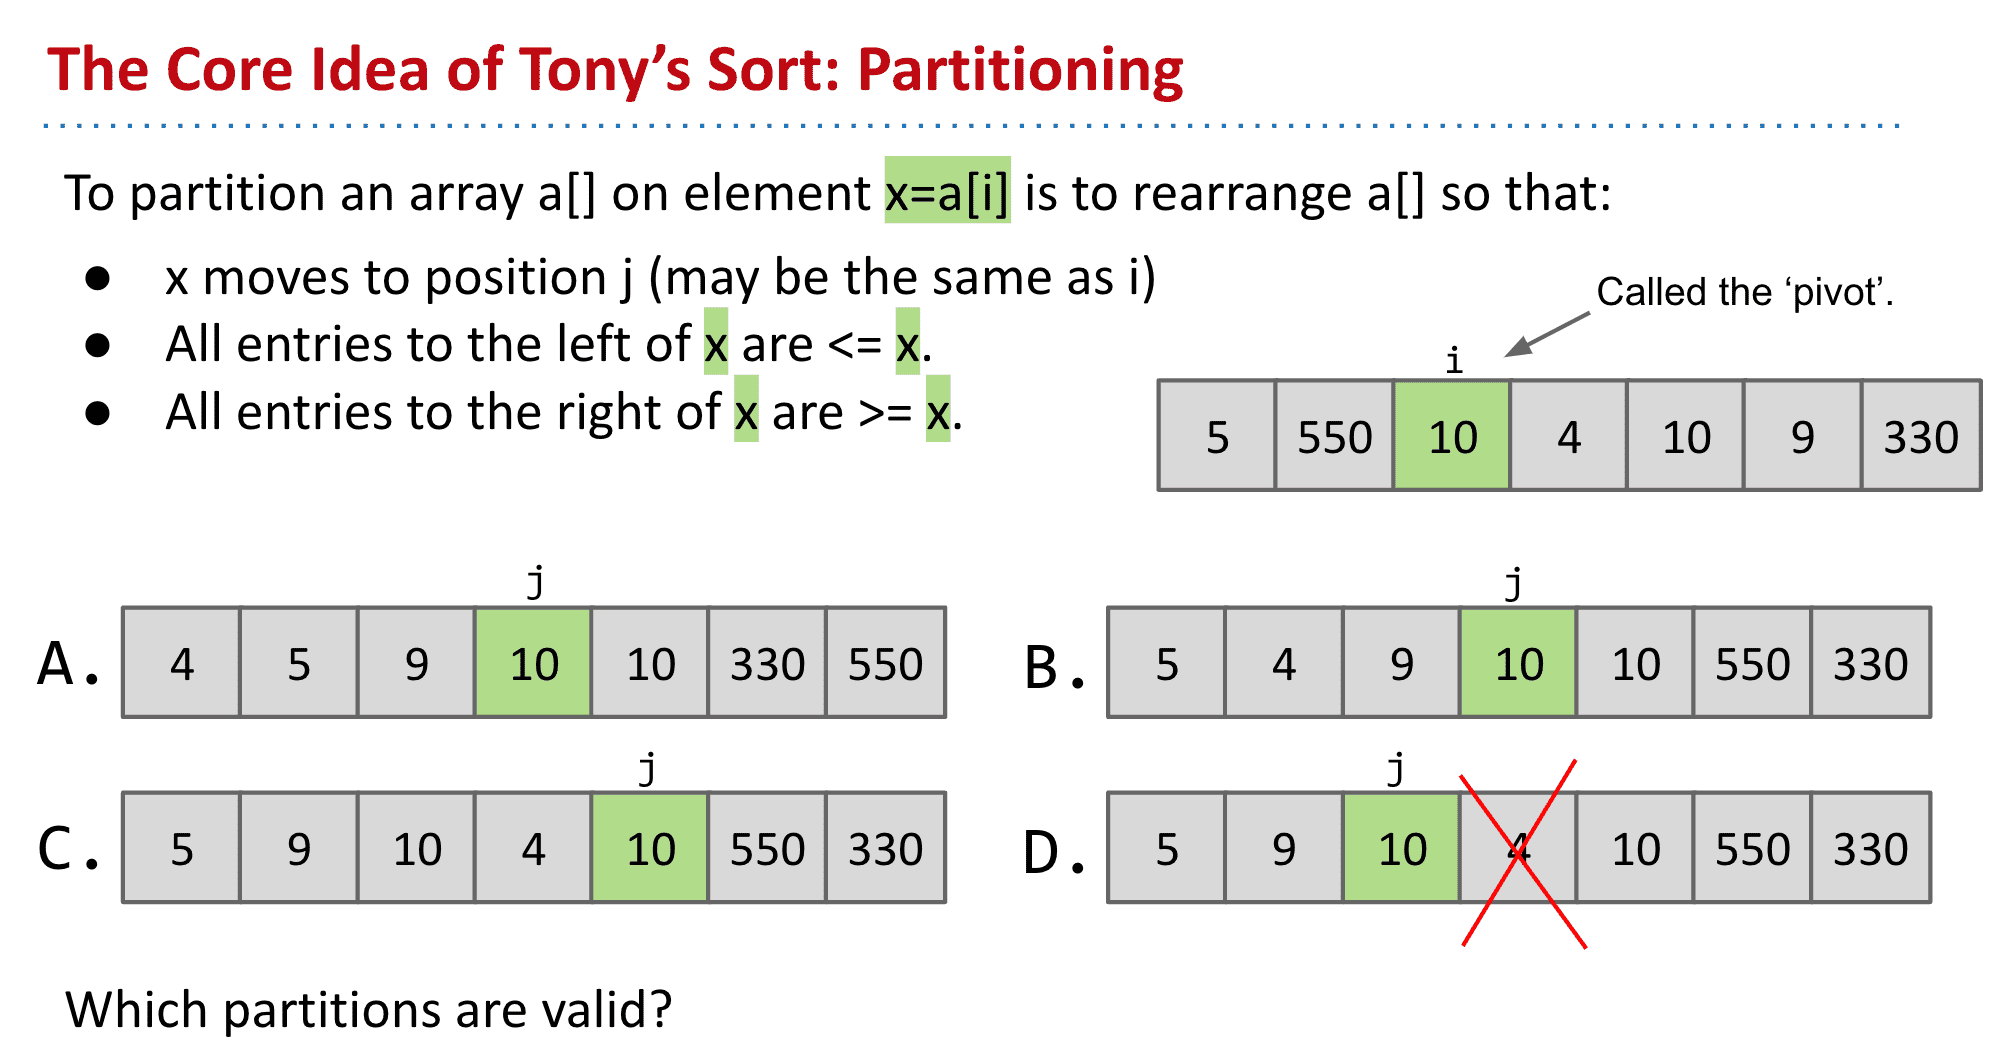 The Core Idea of Tony’s Sort: Partitioning
To partition an array a[] on element x=a[i] is to rearrange a[] so that:
● x moves to position j (may be the same as i)
● All entries to the left of x are <= x.
● All entries to the right of x are >= x.
Called the ‘pivot’.
i
5 550 10 4 10 9 330
j
A. 4 5 9 10 10 330 550
j
B. 5 4 9 10 10 550 330
j
C. 5 9 10 4 10 550 330
j
D. 5 9 10 4 10 550 330
Which partitions are valid?